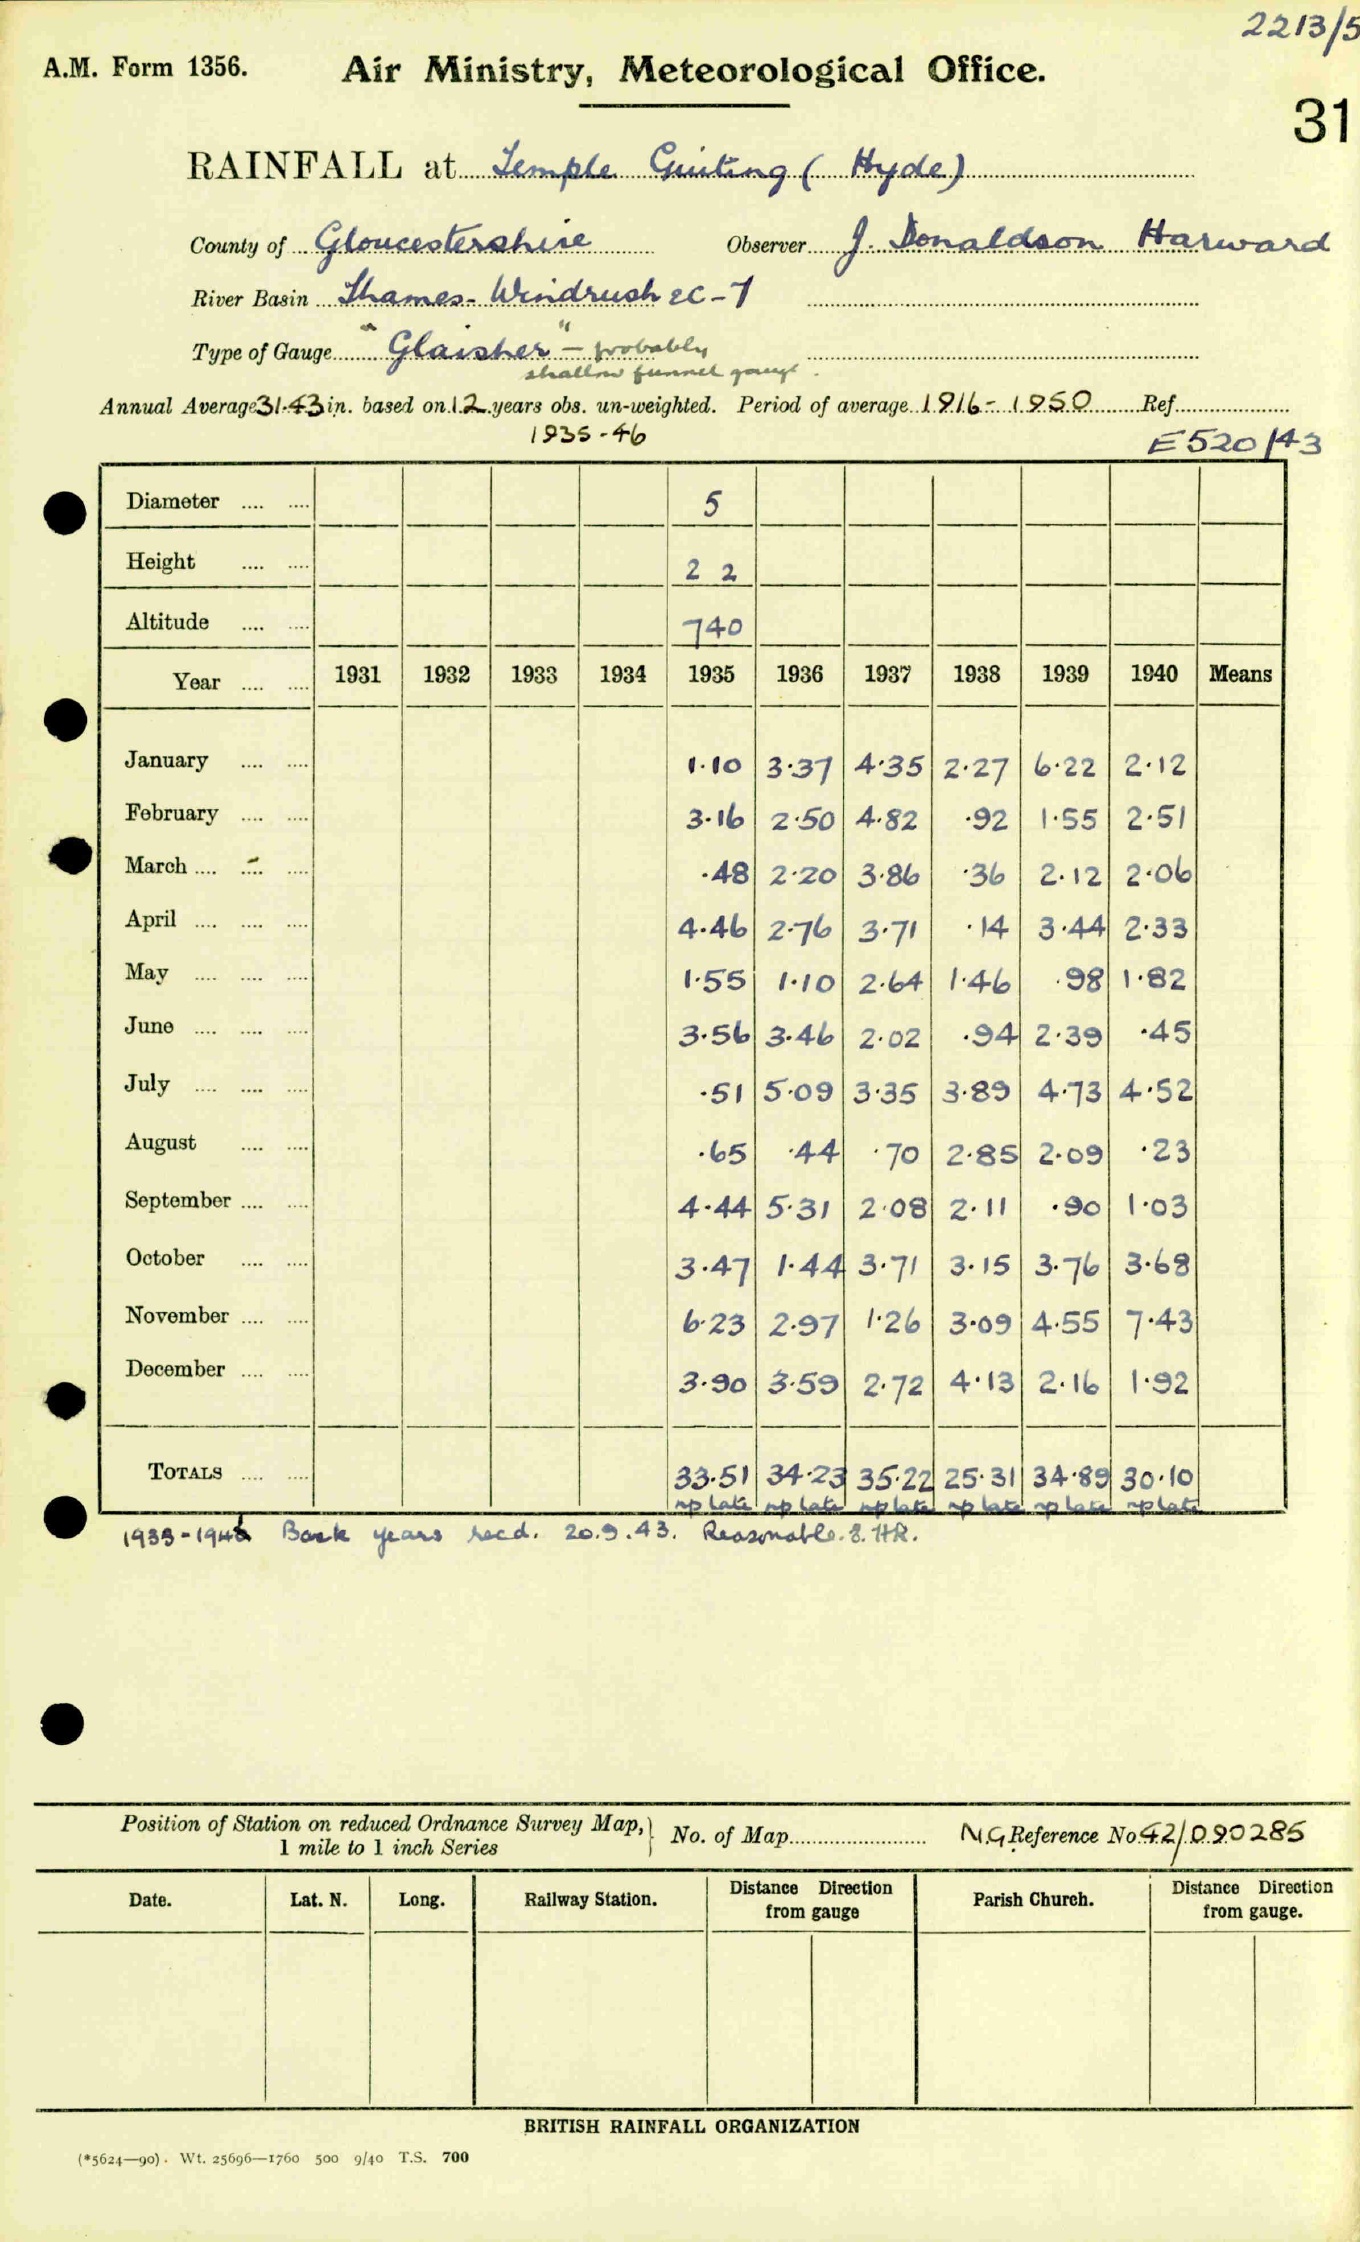 2213/5
A.M. Form 1356. Air Ministry, Meteorological Office.
31
RAINFALL at Temple Guiting ( Hyde)
County of Gloucestershire Observer J. Donaldson Harward
River Basin Thames - Windrush 2C-7
Type of Gauge "Glaisher" – probably
shallow funnel gauge.
Annual Average 31.43 in. based on 12 years obs. un-weighted. Period of average 1916-1950 Ref.
1935-46 E520/43
Diameter 5
Height 2 2
Altitude 740
Year 1931 1932 1933 1934 1935 1936 1937 1938 1939 1940 Means
January 1.10 3.37 4.35 2.27 6.22 2.12
February 3.16 2.50 4.82 .92 1.55 2.51
March .48 2.20 3.86 .36 2.12 2.06
April 4.46 2.76 3.71 .14 3.44 2.33
May 1.55 1.10 2.64 1.46 .98 1.82
June 3.56 3.46 2.02 .94 2.39 .45
July .51 5.09 3.35 3.89 4.73 4.52
August .65 .44 .70 2.85 2.09 .23
September 4.44 5.31 2.08 2.11 .90 1.03
October 3.47 1.44 3.71 3.15 3.76 3.68
November 6.23 2.97 1.26 3.09 4.55 7.43
December 3.90 3.59 2.72 4.13 2.16 1.92
TOTALS 33.51 34.23 35.22 25.31 34.89 30.10
np late np late np late np late np late np late
Back years recd. 20.9.43. Reasonable.
Position of Station on reduced Ordnance Survey Map,
1 mile to 1 inch Series
No. of Map N.G. Reference No. 42/090285
Date. Lat. N. Long. Railway Station. Distance Direction from gauge Parish Church. Distance Direction from gauge.
BRITISH RAINFALL ORGANIZATION
(*5624—90). Wt. 25696—1760 500 9/40 T.S. 700